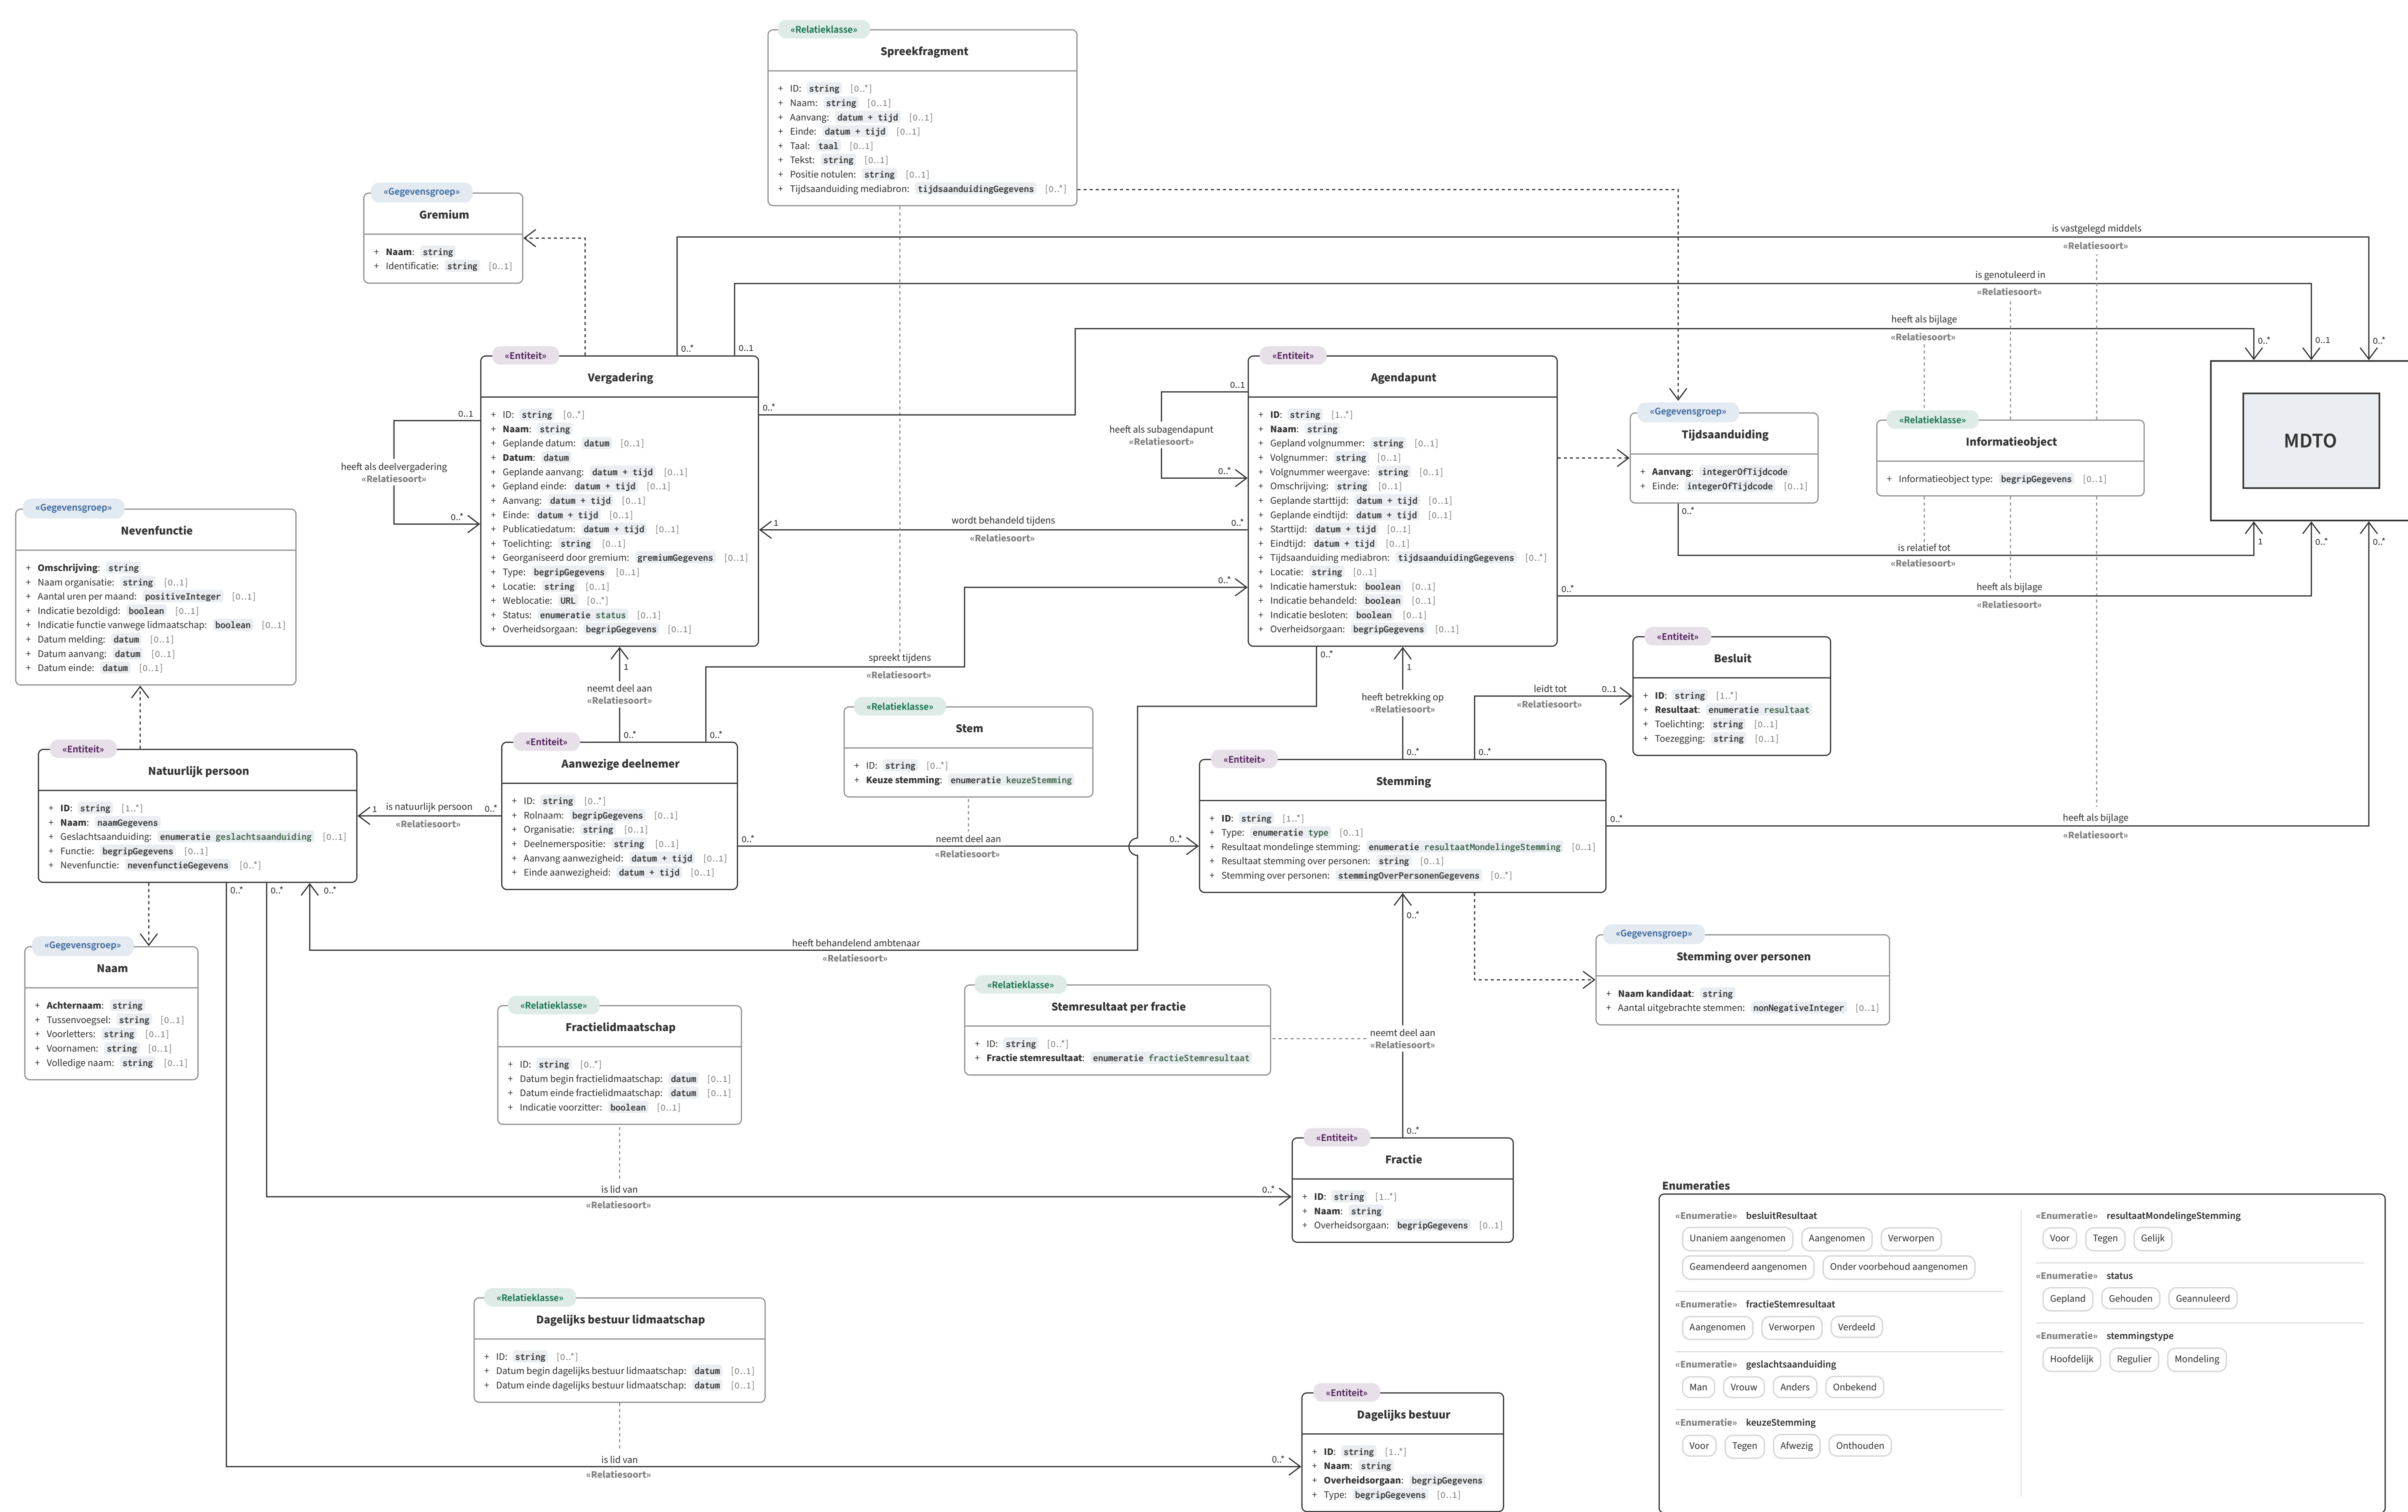 «Relatieklasse»
Spreekfragment
+ ID: string [0..*]
+ Naam: string [0..1]
+ Aanvang: datum + tijd [0..1]
+ Einde: datum + tijd [0..1]
+ Taal: taal [0..1]
+ Tekst: string [0..1]
+ Positie notulen: string [0..1]
+ Tijdsaanduiding mediabron: tijdsaanduidingGegevens [0..*]
«Gegevensgroep»
Gremium
+ Naam: string
+ Identificatie: string [0..1]
is vastgelegd middels
«Relatiesoort»
is genotuleerd in
«Relatiesoort»
heeft als bijlage
«Relatiesoort»
0..*
0..1
0..*
0..1
0..*
«Entiteit»
Vergadering
+ ID: string [0..*]
+ Naam: string
+ Geplande datum: datum [0..1]
+ Datum: datum
+ Geplande aanvang: datum + tijd [0..1]
+ Gepland einde: datum + tijd [0..1]
+ Aanvang: datum + tijd [0..1]
+ Einde: datum + tijd [0..1]
+ Publicatiedatum: datum + tijd [0..1]
+ Toelichting: string [0..1]
+ Georganiseerd door gremium: gremiumGegevens [0..1]
+ Type: begripGegevens [0..1]
+ Locatie: string [0..1]
+ Weblocatie: URL [0..*]
+ Status: enumeratie status [0..1]
+ Overheidsorgaan: begripGegevens [0..1]
0..1
heeft als deelvergadering
«Relatiesoort»
0..*
0..*
1
wordt behandeld tijdens
«Relatiesoort»
0..*
0..1
heeft als subagendapunt
«Relatiesoort»
0..*
0..*
«Entiteit»
Agendapunt
+ ID: string [1..*]
+ Naam: string
+ Gepland volgnummer: string [0..1]
+ Volgnummer: string [0..1]
+ Volgnummer weergave: string [0..1]
+ Omschrijving: string [0..1]
+ Geplande starttijd: datum + tijd [0..1]
+ Geplande eindtijd: datum + tijd [0..1]
+ Starttijd: datum + tijd [0..1]
+ Eindtijd: datum + tijd [0..1]
+ Tijdsaanduiding mediabron: tijdsaanduidingGegevens [0..*]
+ Locatie: string [0..1]
+ Indicatie hamerstuk: boolean [0..1]
+ Indicatie behandeld: boolean [0..1]
+ Indicatie besloten: boolean [0..1]
+ Overheidsorgaan: begripGegevens [0..1]
«Gegevensgroep»
Tijdsaanduiding
+ Aanvang: integerOfTijdcode
+ Einde: integerOfTijdcode [0..1]
«Relatieklasse»
Informatieobject
+ Informatieobject type: begripGegevens [0..1]
MDTO
0..*
is relatief tot
«Relatiesoort»
1
0..*
0..*
0..*
heeft als bijlage
«Relatiesoort»
«Gegevensgroep»
Nevenfunctie
+ Omschrijving: string
+ Naam organisatie: string [0..1]
+ Aantal uren per maand: positiveInteger [0..1]
+ Indicatie bezoldigd: boolean [0..1]
+ Indicatie functie vanwege lidmaatschap: boolean [0..1]
+ Datum melding: datum [0..1]
+ Datum aanvang: datum [0..1]
+ Datum einde: datum [0..1]
1
neemt deel aan
«Relatiesoort»
0..*
spreekt tijdens
«Relatiesoort»
0..*
0..*
1
heeft betrekking op
«Relatiesoort»
0..*
leidt tot
«Relatiesoort»
0..1
0..*
«Entiteit»
Besluit
+ ID: string [1..*]
+ Resultaat: enumeratie resultaat
+ Toelichting: string [0..1]
+ Toezegging: string [0..1]
«Relatieklasse»
Stem
+ ID: string [0..*]
+ Keuze stemming: enumeratie keuzeStemming
«Entiteit»
Natuurlijk persoon
+ ID: string [1..*]
+ Naam: naamGegevens
+ Geslachtsaanduiding: enumeratie geslachtsaanduiding [0..1]
+ Functie: begripGegevens [0..1]
+ Nevenfunctie: nevenfunctieGegevens [0..*]
1
is natuurlijk persoon
«Relatiesoort»
0..*
«Entiteit»
Aanwezige deelnemer
+ ID: string [0..*]
+ Rolnaam: begripGegevens [0..1]
+ Organisatie: string [0..1]
+ Deelnemerspositie: string [0..1]
+ Aanvang aanwezigheid: datum + tijd [0..1]
+ Einde aanwezigheid: datum + tijd [0..1]
0..*
neemt deel aan
«Relatiesoort»
0..*
«Entiteit»
Stemming
+ ID: string [1..*]
+ Type: enumeratie type [0..1]
+ Resultaat mondelinge stemming: enumeratie resultaatMondelingeStemming [0..1]
+ Resultaat stemming over personen: string [0..1]
+ Stemming over personen: stemmingOverPersonenGegevens [0..*]
0..*
heeft als bijlage
«Relatiesoort»
0..*
0..*
0..*
heeft behandelend ambtenaar
«Relatiesoort»
0..*
«Gegevensgroep»
Naam
+ Achternaam: string
+ Tussenvoegsel: string [0..1]
+ Voorletters: string [0..1]
+ Voornamen: string [0..1]
+ Volledige naam: string [0..1]
«Gegevensgroep»
Stemming over personen
+ Naam kandidaat: string
+ Aantal uitgebrachte stemmen: nonNegativeInteger [0..1]
«Relatieklasse»
Fractielidmaatschap
+ ID: string [0..*]
+ Datum begin fractielidmaatschap: datum [0..1]
+ Datum einde fractielidmaatschap: datum [0..1]
+ Indicatie voorzitter: boolean [0..1]
«Relatieklasse»
Stemresultaat per fractie
+ ID: string [0..*]
+ Fractie stemresultaat: enumeratie fractieStemresultaat
neemt deel aan
«Relatiesoort»
0..*
is lid van
«Relatiesoort»
0..*
«Entiteit»
Fractie
+ ID: string [1..*]
+ Naam: string
+ Overheidsorgaan: begripGegevens [0..1]
«Relatieklasse»
Dagelijks bestuur lidmaatschap
+ ID: string [0..*]
+ Datum begin dagelijks bestuur lidmaatschap: datum [0..1]
+ Datum einde dagelijks bestuur lidmaatschap: datum [0..1]
is lid van
«Relatiesoort»
0..*
«Entiteit»
Dagelijks bestuur
+ ID: string [1..*]
+ Naam: string
+ Overheidsorgaan: begripGegevens
+ Type: begripGegevens [0..1]
Enumeraties
«Enumeratie» besluitResultaat
Unaniem aangenomen Aangenomen Verworpen
Geamendeerd aangenomen Onder voorbehoud aangenomen
«Enumeratie» fractieStemresultaat
Aangenomen Verworpen Verdeeld
«Enumeratie» geslachtsaanduiding
Man Vrouw Anders Onbekend
«Enumeratie» keuzeStemming
Voor Tegen Afwezig Onthouden
«Enumeratie» resultaatMondelingeStemming
Voor Tegen Gelijk
«Enumeratie» status
Gepland Gehouden Geannuleerd
«Enumeratie» stemmingstype
Hoofdelijk Regulier Mondeling